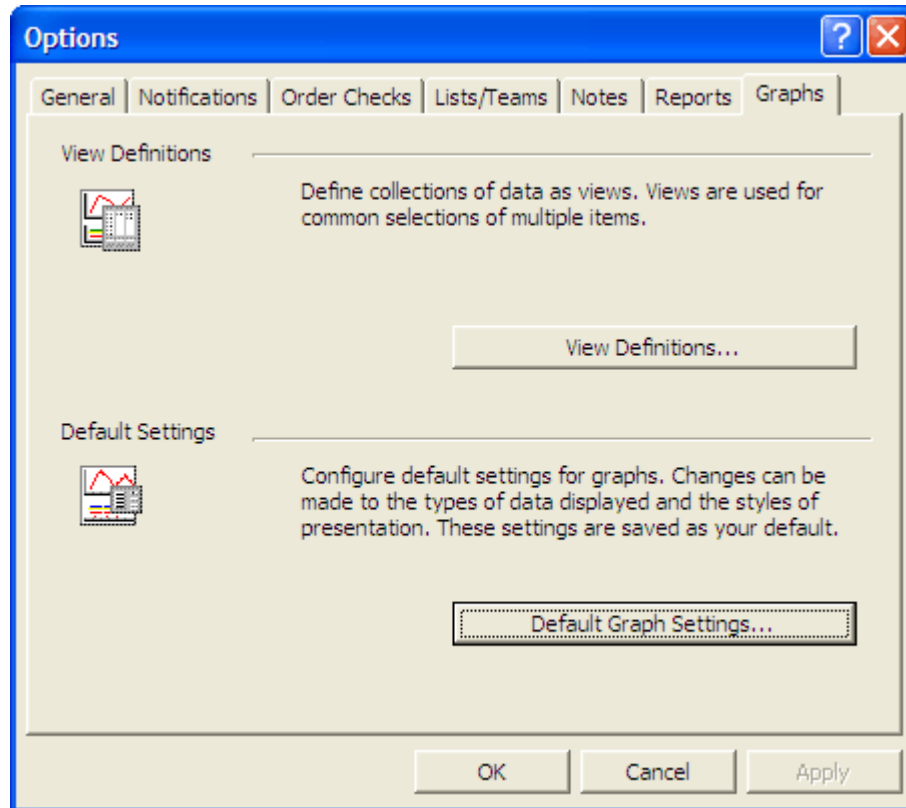 Options
General
Notifications
Order Checks
Lists/Teams
Notes
Reports
Graphs
View Definitions
Define collections of data as views. Views are used for
common selections of multiple items.
View Definitions...
Default Settings
Configure default settings for graphs. Changes can be
made to the types of data displayed and the styles of
presentation. These settings are saved as your default.
Default Graph Settings...
OK
Cancel
Apply